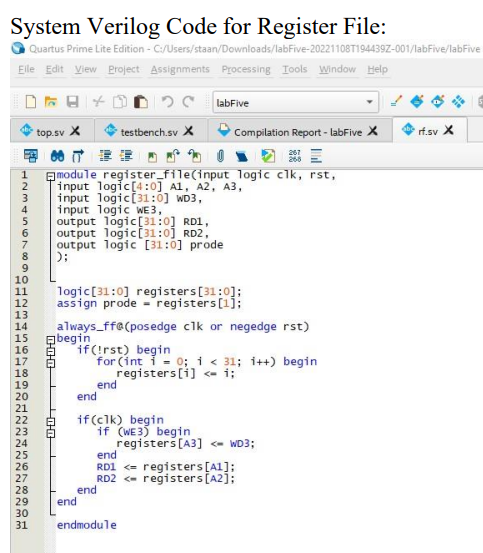 System Verilog Code for Register File:
Quartus Prime Lite Edition - C:/Users/staan/Downloads/labFive-20221108T194439Z-001/labFive/labFive
File Edit View Project Assignments Processing Tools Window Help
labFive
top.sv testbench.sv Compilation Report - labFive rf.sv
267
268
1 module register_file(input logic clk, rst,
2 input logic[4:0] A1, A2, A3,
3 input logic[31:0] WD3,
4 input logic WE3,
5 output logic[31:0] RD1,
6 output logic[31:0] RD2,
7 output logic [31:0] prode
8 );
9
10
11 logic[31:0] registers[31:0];
12 assign prode = registers[1];
13
14 always_ff@(posedge clk or negedge rst)
15 begin
16 if(!rst) begin
17 for(int i = 0; i < 31; i++) begin
18 registers[i] <= i;
19 end
20 end
21
22 if(clk) begin
23 if (WE3) begin
24 registers[A3] <= WD3;
25 end
26 RD1 <= registers[A1];
27 RD2 <= registers[A2];
28 end
29 end
30
31 endmodule